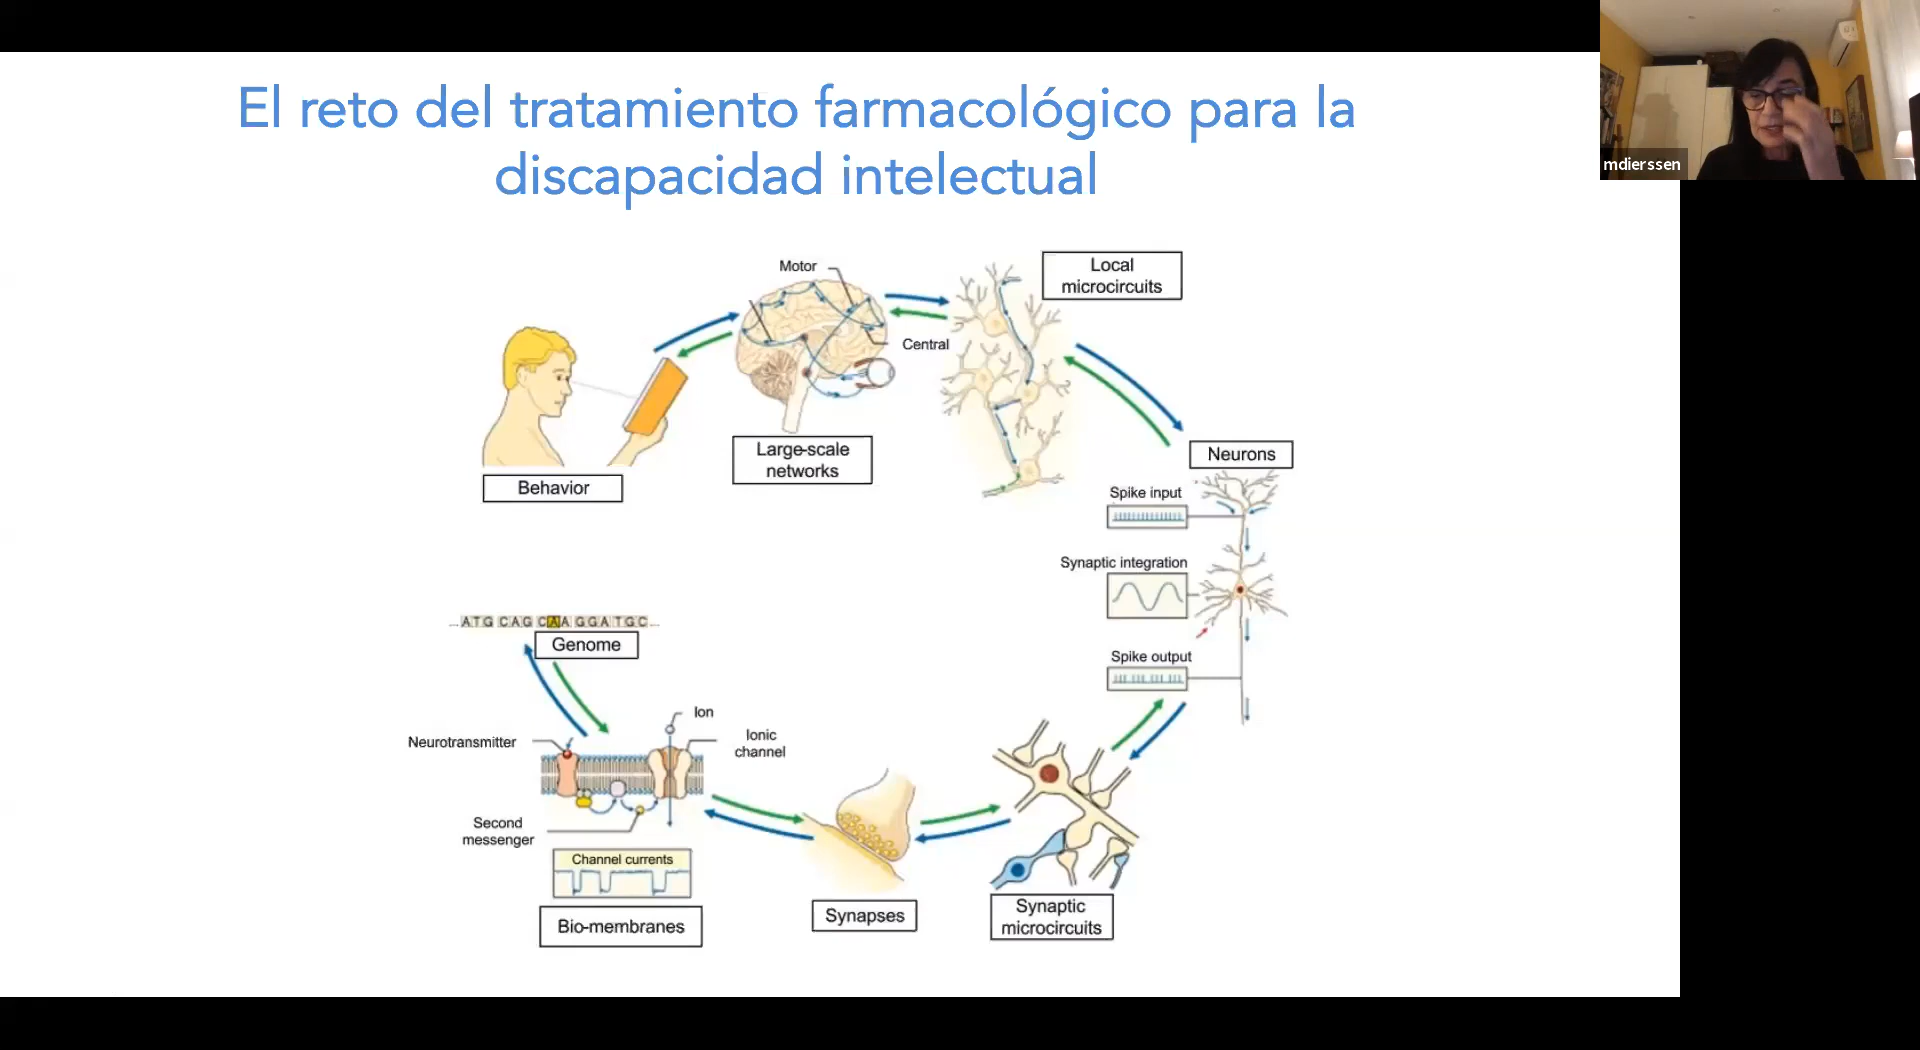 El reto del tratamiento farmacológico para la
discapacidad intelectual
mdierssen
Motor
Central
Local
microcircuits
Large-scale
networks
Behavior
Neurons
Spike input
Synaptic integration
Spike output
...ATG CAG CAA GGA TGC...
Genome
Neurotransmitter
Ion
Ionic
channel
Second
messenger
Channel currents
Bio-membranes
Synapses
Synaptic
microcircuits